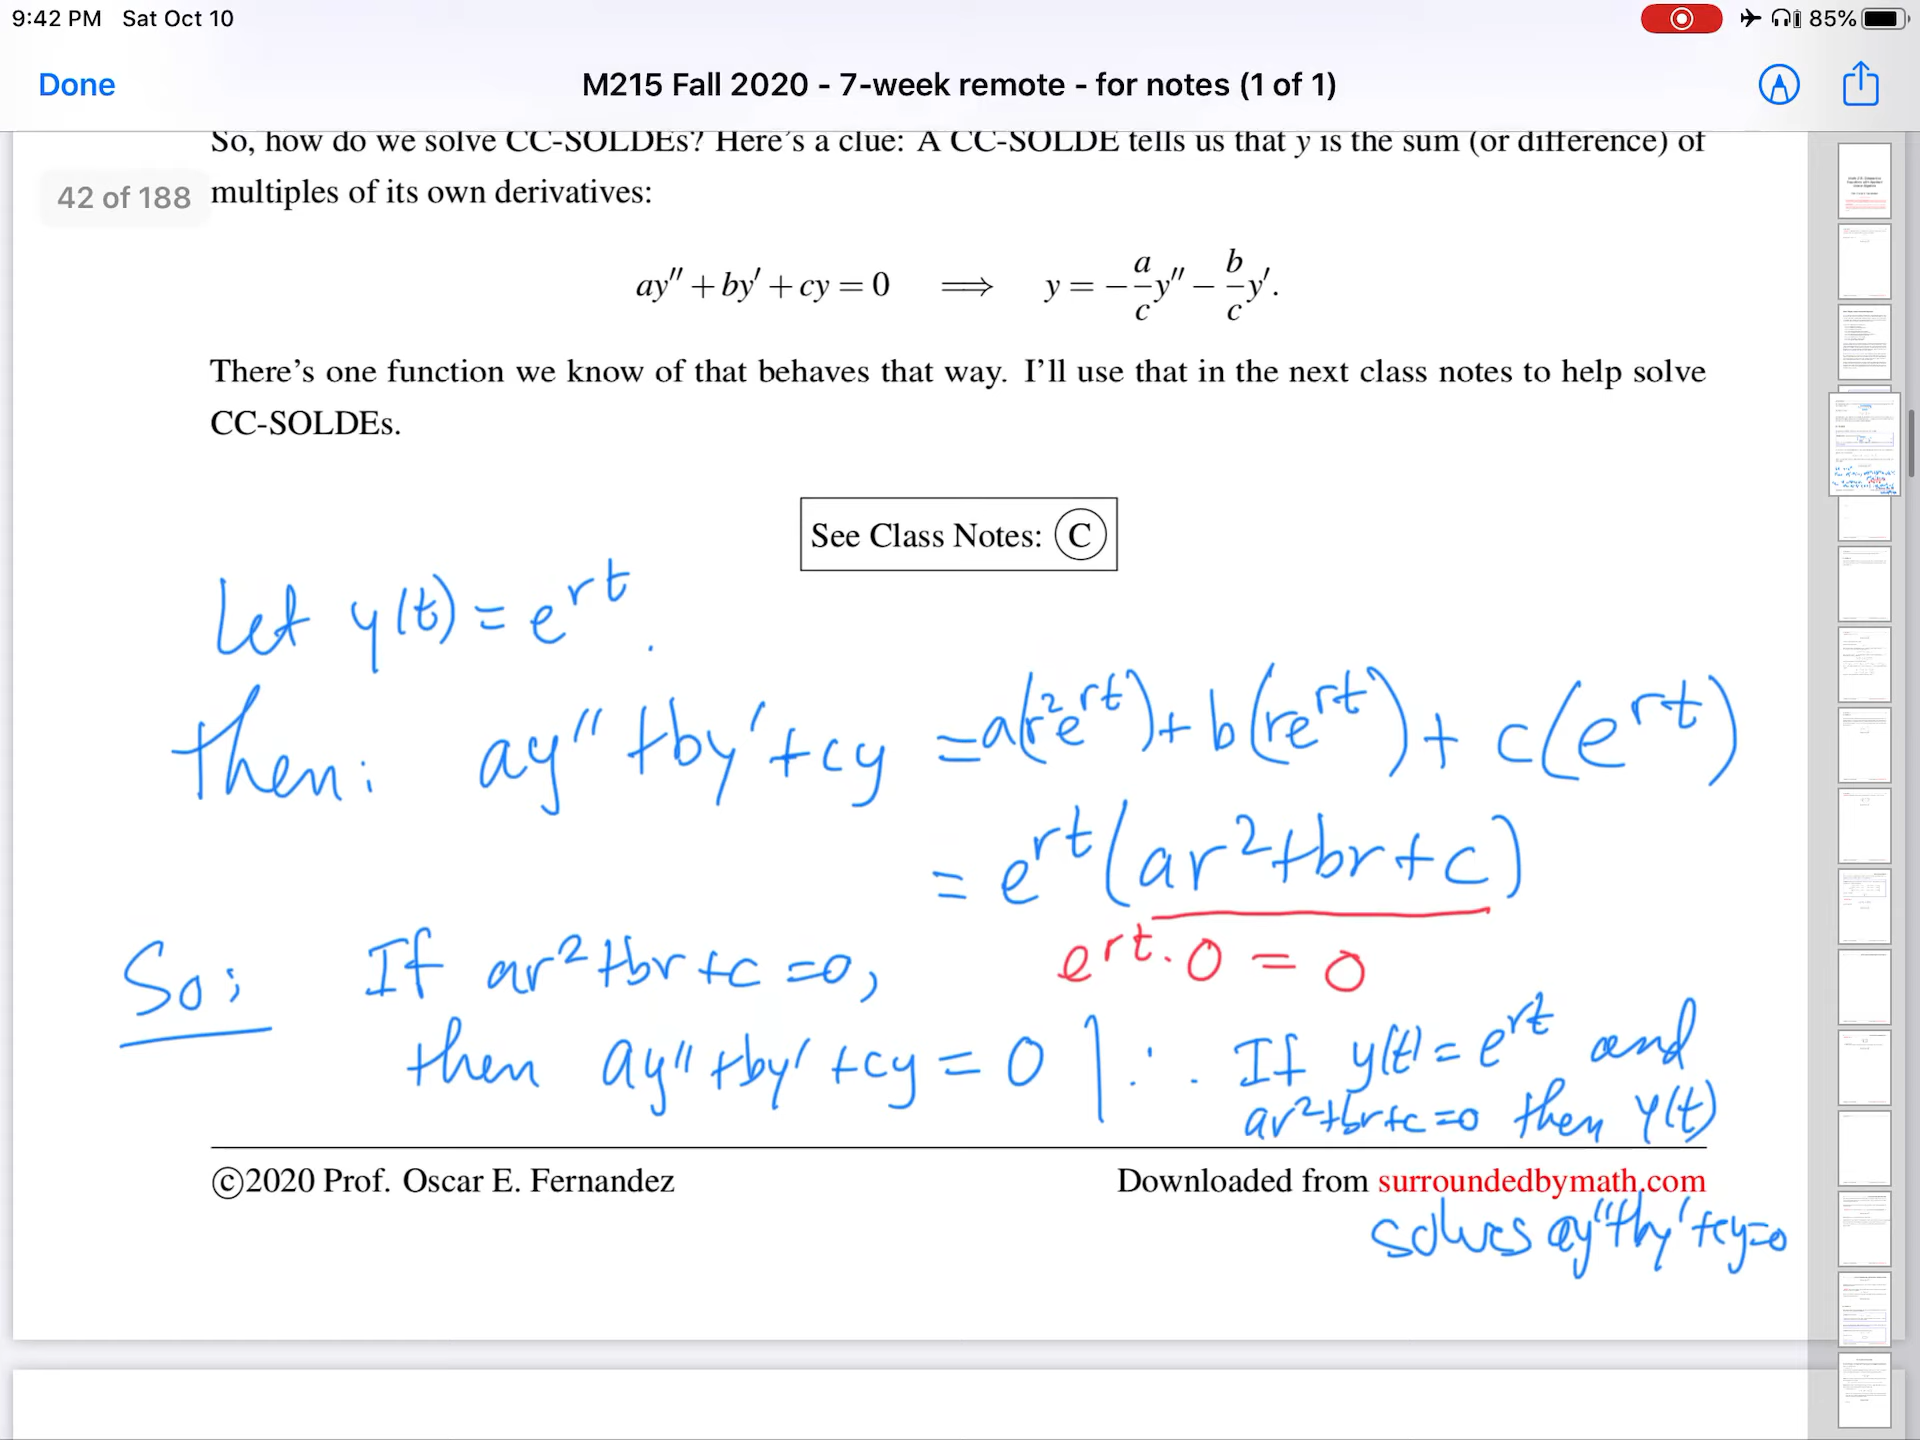 9:42 PM Sat Oct 10
85%
Done
M215 Fall 2020 - 7-week remote - for notes (1 of 1)
So, how do we solve CC-SOLDEs? Here's a clue: A CC-SOLDE tells us that y is the sum (or difference) of
42 of 188
multiples of its own derivatives:
ay″ + by′ + cy = 0 ⟹ y = −a/c y″ − b/c y′.
There's one function we know of that behaves that way. I'll use that in the next class notes to help solve
CC-SOLDEs.
See Class Notes: Ⓒ
Let y(t) = e^{rt}.
Then: ay″ + by′ + cy = a(r²e^{rt}) + b(re^{rt}) + c(e^{rt})
= e^{rt}(ar² + br + c)
e^{rt} · 0 = 0
So: If ar² + br + c = 0,
then ay″ + by′ + cy = 0
∴ If y(t) = e^{rt} and
ar² + br + c = 0 then y(t)
©2020 Prof. Oscar E. Fernandez
Downloaded from surroundedbymath.com
solves ay″ + by′ + cy = 0